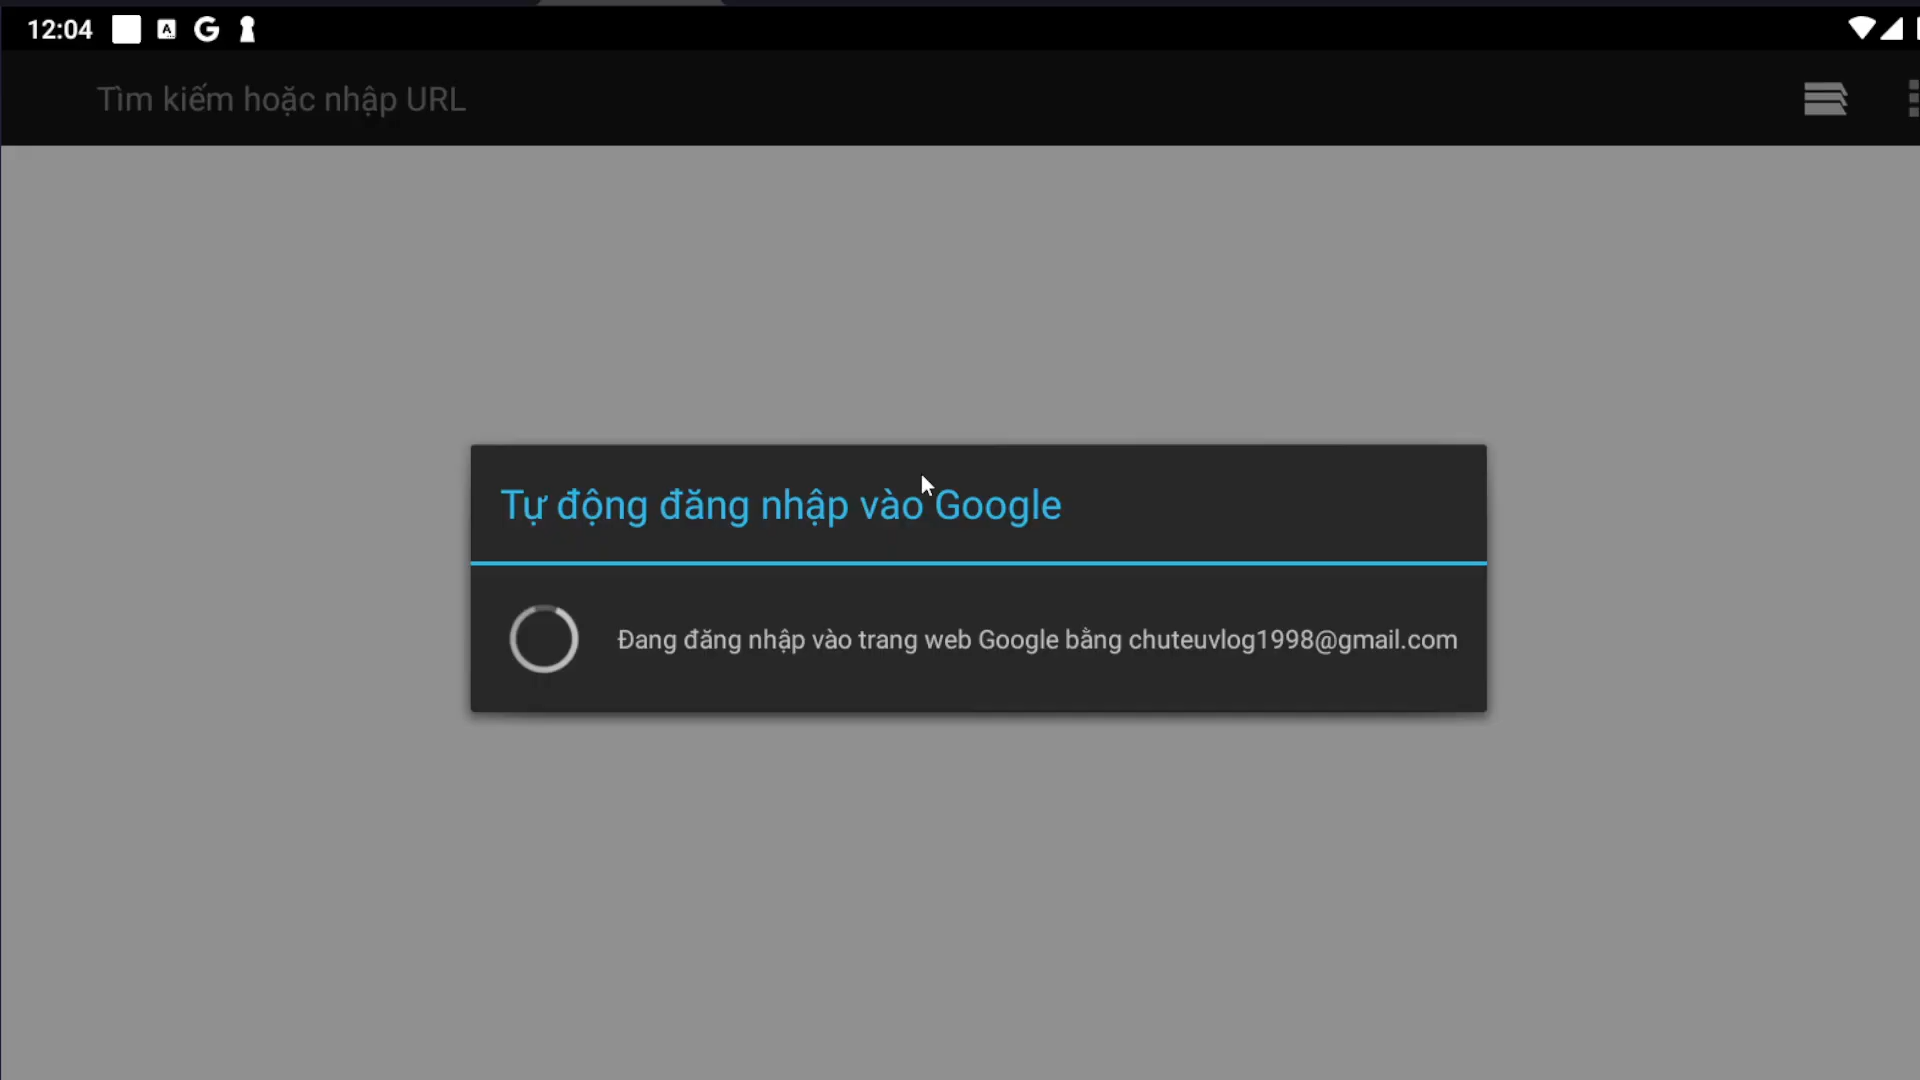 12:04
A
G
Tìm kiếm hoặc nhập URL
Tự động đăng nhập vào Google
Đang đăng nhập vào trang web Google bằng chuteuvlog1998@gmail.com